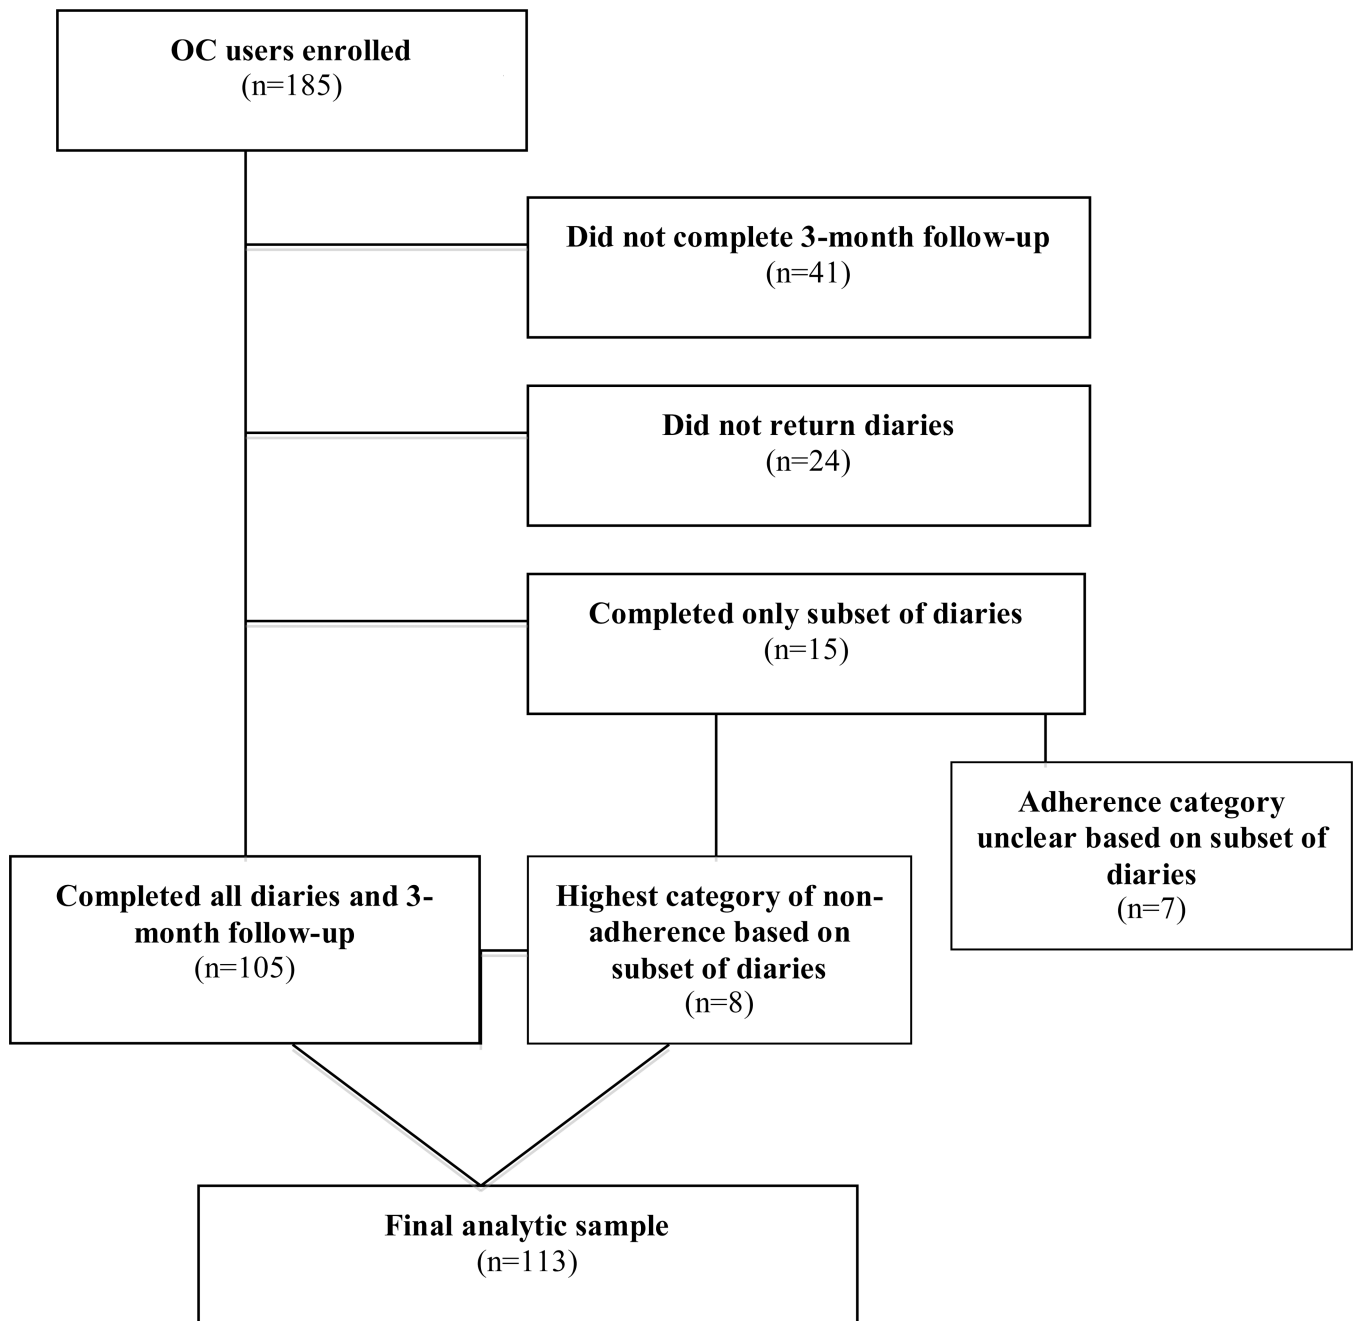 OC users enrolled
(n=185)
Did not complete 3-month follow-up
(n=41)
Did not return diaries
(n=24)
Completed only subset of diaries
(n=15)
Adherence category
unclear based on subset of
diaries
(n=7)
Completed all diaries and 3-
month follow-up
(n=105)
Highest category of non-
adherence based on
subset of diaries
(n=8)
Final analytic sample
(n=113)